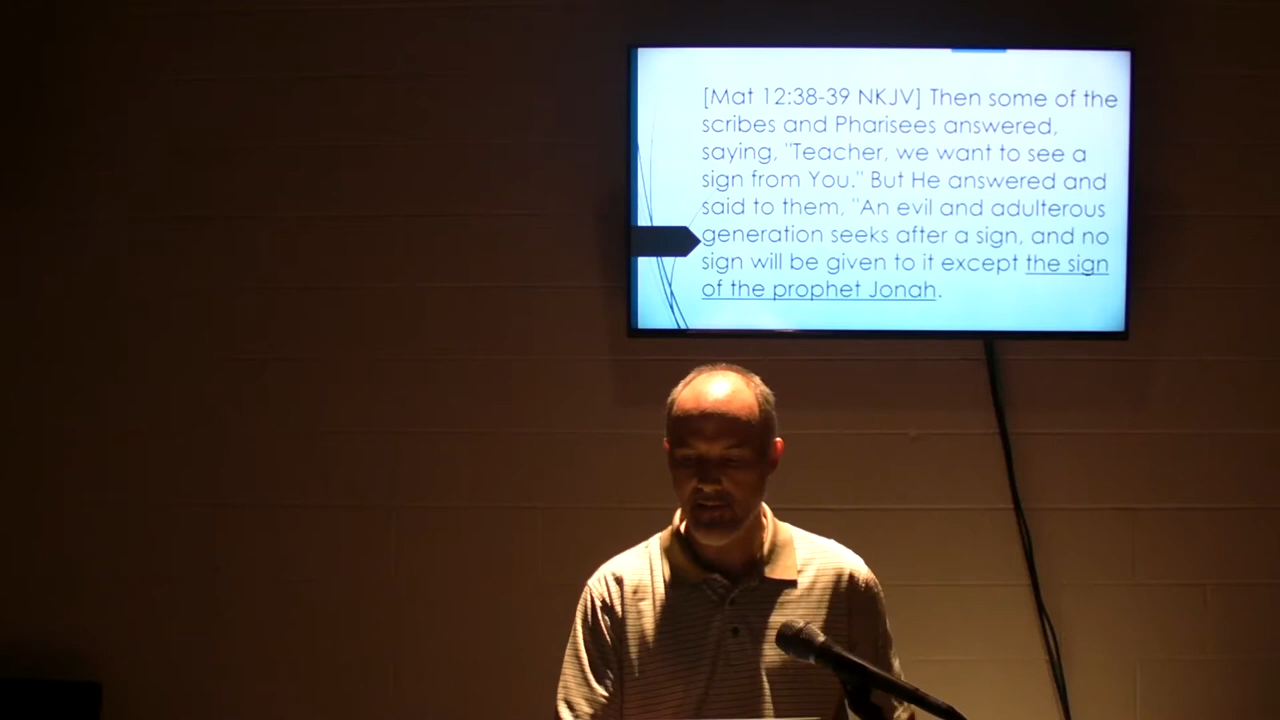 [Mat 12:38-39 NKJV] Then some of the
scribes and Pharisees answered,
saying, "Teacher, we want to see a
sign from You." But He answered and
said to them, "An evil and adulterous
generation seeks after a sign, and no
sign will be given to it except the sign
of the prophet Jonah.